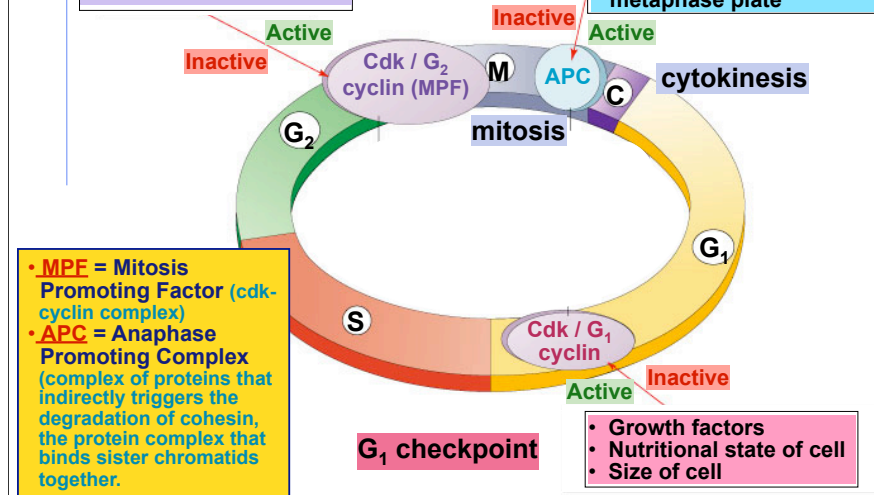 metaphase plate
Inactive
Active
Active
Inactive
Cdk / G₂
cyclin (MPF)
M
APC
C
cytokinesis
mitosis
G₂
G₁
• MPF = Mitosis
Promoting Factor (cdk-
cyclin complex)
• APC = Anaphase
Promoting Complex
(complex of proteins that
indirectly triggers the
degradation of cohesin,
the protein complex that
binds sister chromatids
together.
S
Cdk / G₁
cyclin
Inactive
Active
G₁ checkpoint
• Growth factors
• Nutritional state of cell
• Size of cell